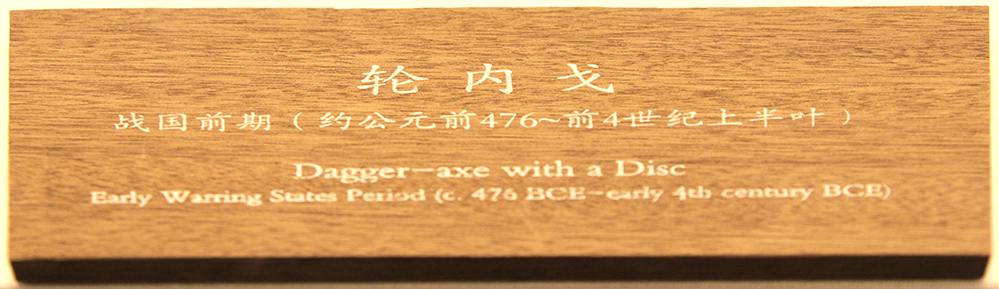 轮内戈
战国前期（约公元前476~前4世纪上半叶）
Dagger-axe with a Disc
Early Warring States Period (c. 476 BCE-early 4th century BCE)